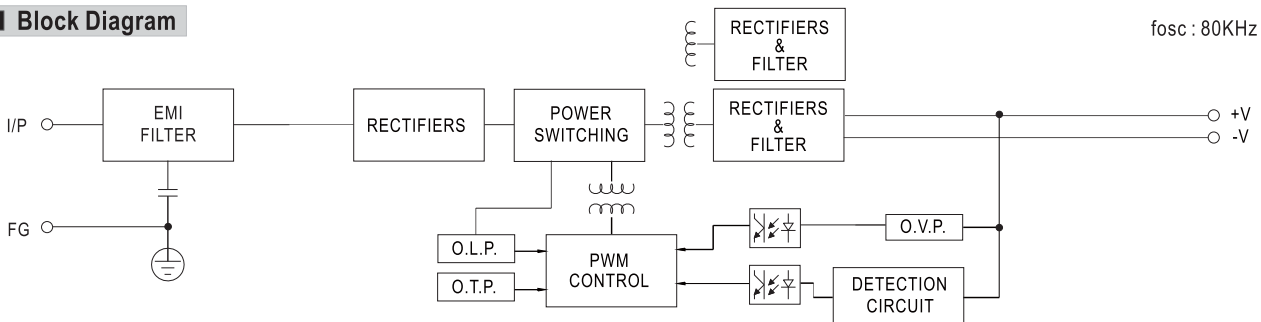 Block Diagram
fosc : 80KHz
RECTIFIERS
&
FILTER
I/P
EMI
FILTER
RECTIFIERS
POWER
SWITCHING
RECTIFIERS
&
FILTER
+V
-V
FG
O.L.P.
O.T.P.
PWM
CONTROL
O.V.P.
DETECTION
CIRCUIT